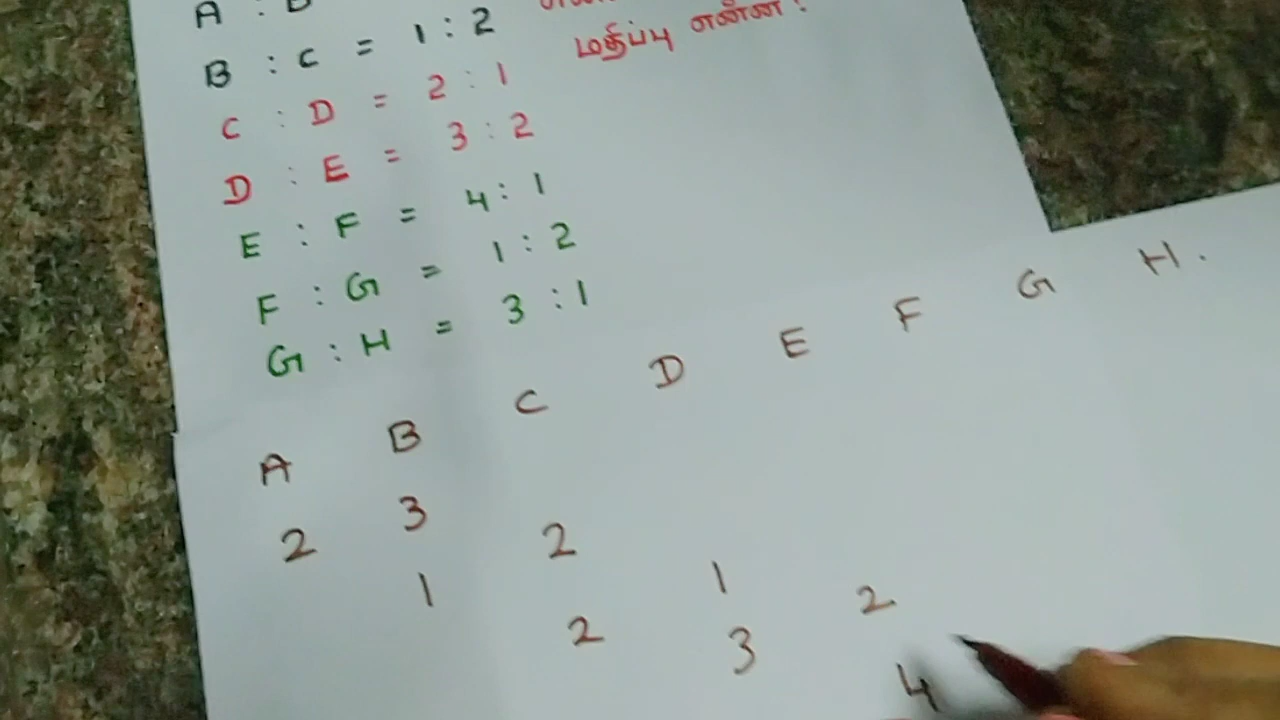 A :
B : C = 1 : 2
மதிப்பு என்ன ?
C : D = 2 : 1
D : E = 3 : 2
E : F = 4 : 1
F : G = 1 : 2
G : H = 3 : 1
A B C D E F G H .
2 3
1 2
2 1
3 2
4